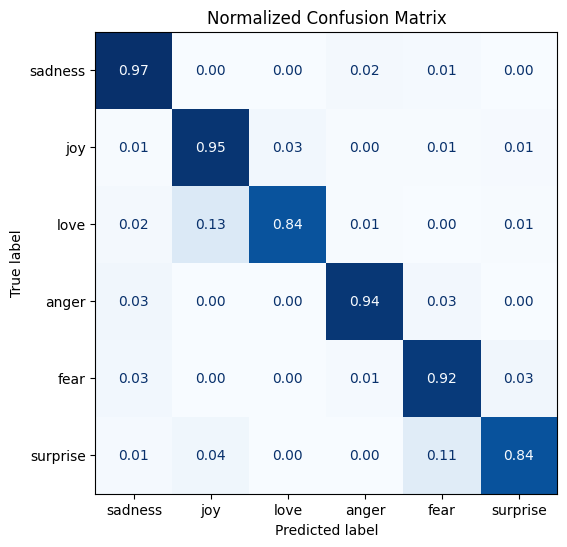 Normalized Confusion Matrix
sadness 0.97 0.00 0.00 0.02 0.01 0.00
joy 0.01 0.95 0.03 0.00 0.01 0.01
love 0.02 0.13 0.84 0.01 0.00 0.01
anger 0.03 0.00 0.00 0.94 0.03 0.00
fear 0.03 0.00 0.00 0.01 0.92 0.03
surprise 0.01 0.04 0.00 0.00 0.11 0.84
sadness joy love anger fear surprise
Predicted label
True label